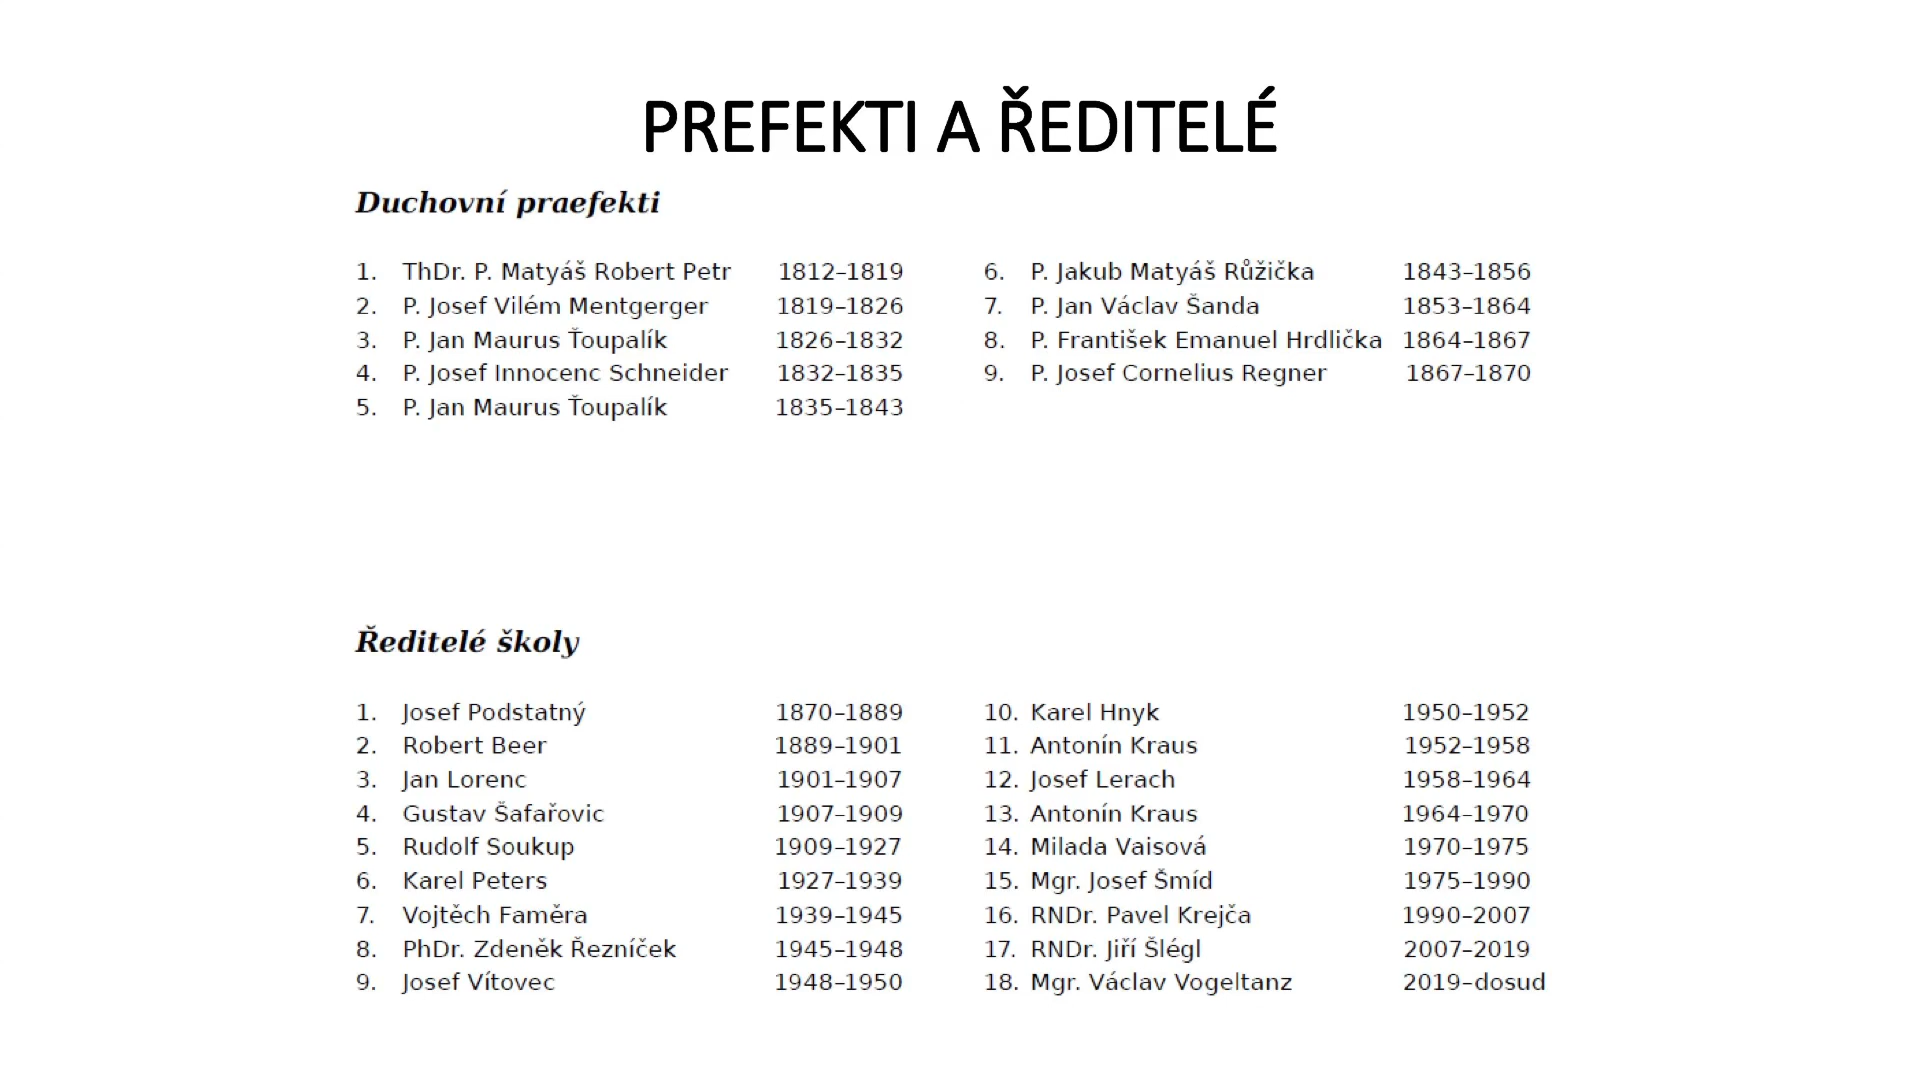 PREFEKTI A ŘEDITELÉ
Duchovní praefekti
1. ThDr. P. Matyáš Robert Petr 1812–1819
2. P. Josef Vilém Mentgerger 1819–1826
3. P. Jan Maurus Ťoupalík 1826–1832
4. P. Josef Innocenc Schneider 1832–1835
5. P. Jan Maurus Ťoupalík 1835–1843
6. P. Jakub Matyáš Růžička 1843–1856
7. P. Jan Václav Šanda 1853–1864
8. P. František Emanuel Hrdlička 1864–1867
9. P. Josef Cornelius Regner 1867–1870
Ředitelé školy
1. Josef Podstatný 1870–1889
2. Robert Beer 1889–1901
3. Jan Lorenc 1901–1907
4. Gustav Šafařovic 1907–1909
5. Rudolf Soukup 1909–1927
6. Karel Peters 1927–1939
7. Vojtěch Faměra 1939–1945
8. PhDr. Zdeněk Řezníček 1945–1948
9. Josef Vítovec 1948–1950
10. Karel Hnyk 1950–1952
11. Antonín Kraus 1952–1958
12. Josef Lerach 1958–1964
13. Antonín Kraus 1964–1970
14. Milada Vaisová 1970–1975
15. Mgr. Josef Šmíd 1975–1990
16. RNDr. Pavel Krejča 1990–2007
17. RNDr. Jiří Šlégl 2007–2019
18. Mgr. Václav Vogeltanz 2019–dosud